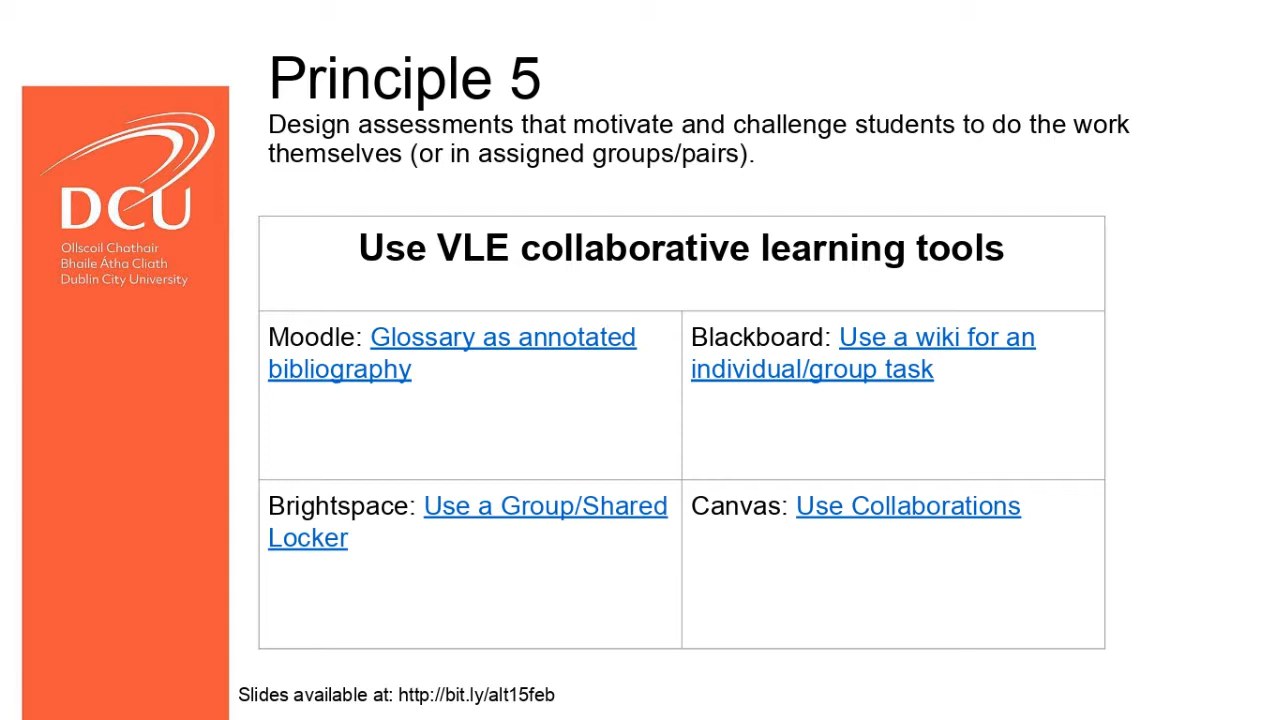 Principle 5
Design assessments that motivate and challenge students to do the work
themselves (or in assigned groups/pairs).
DCU
Ollscoil Chathair
Bhaile Átha Cliath
Dublin City University
Use VLE collaborative learning tools
Moodle: Glossary as annotated
bibliography
Blackboard: Use a wiki for an
individual/group task
Brightspace: Use a Group/Shared
Locker
Canvas: Use Collaborations
Slides available at: http://bit.ly/alt15feb